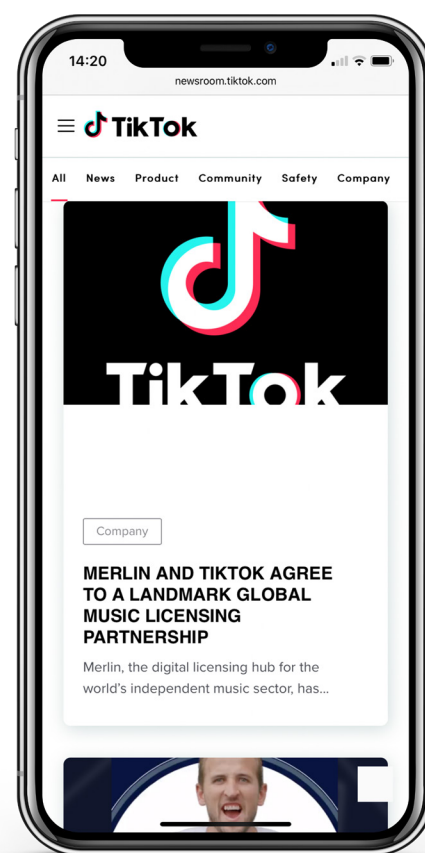 14:20
newsroom.tiktok.com
TikTok
All News Product Community Safety Company
TikTok
Company
MERLIN AND TIKTOK AGREE
TO A LANDMARK GLOBAL
MUSIC LICENSING
PARTNERSHIP
Merlin, the digital licensing hub for the
world's independent music sector, has...